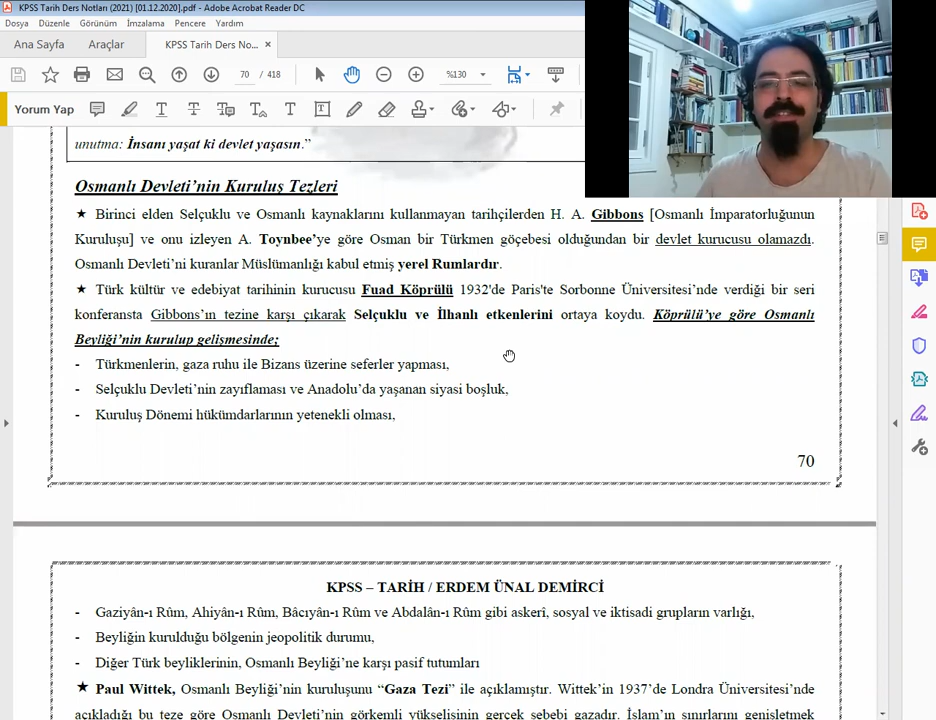 KPSS Tarih Ders Notları (2021) [01.12.2020].pdf - Adobe Acrobat Reader DC
Dosya Düzenle Görünüm İmzalama Pencere Yardım
Ana Sayfa Araçlar KPSS Tarih Ders No... ×
70 / 418 %130
Yorum Yap
unutma: İnsanı yaşat ki devlet yaşasın.”
Osmanlı Devleti’nin Kuruluş Tezleri
★ Birinci elden Selçuklu ve Osmanlı kaynaklarını kullanmayan tarihçilerden H. A. Gibbons [Osmanlı İmparatorluğunun
Kuruluşu] ve onu izleyen A. Toynbee’ye göre Osman bir Türkmen göçebesi olduğundan bir devlet kurucusu olamazdı.
Osmanlı Devleti’ni kuranlar Müslümanlığı kabul etmiş yerel Rumlardır.
★ Türk kültür ve edebiyat tarihinin kurucusu Fuad Köprülü 1932'de Paris'te Sorbonne Üniversitesi’nde verdiği bir seri
konferansta Gibbons’ın tezine karşı çıkarak Selçuklu ve İlhanlı etkenlerini ortaya koydu. Köprülü’ye göre Osmanlı
Beyliği’nin kurulup gelişmesinde;
- Türkmenlerin, gaza ruhu ile Bizans üzerine seferler yapması,
- Selçuklu Devleti’nin zayıflaması ve Anadolu’da yaşanan siyasi boşluk,
- Kuruluş Dönemi hükümdarlarının yetenekli olması,
70
KPSS – TARİH / ERDEM ÜNAL DEMİRCİ
- Gaziyân-ı Rûm, Ahiyân-ı Rûm, Bâcıyân-ı Rûm ve Abdalân-ı Rûm gibi askerî, sosyal ve iktisadi grupların varlığı,
- Beyliğin kurulduğu bölgenin jeopolitik durumu,
- Diğer Türk beyliklerinin, Osmanlı Beyliği’ne karşı pasif tutumları
★ Paul Wittek, Osmanlı Beyliği’nin kuruluşunu “Gaza Tezi” ile açıklamıştır. Wittek’in 1937’de Londra Üniversitesi’nde
açıkladığı bu teze göre Osmanlı Devleti’nin görkemli yükselişinin gerçek sebebi gazadır. İslam’ın sınırlarını genişletmek